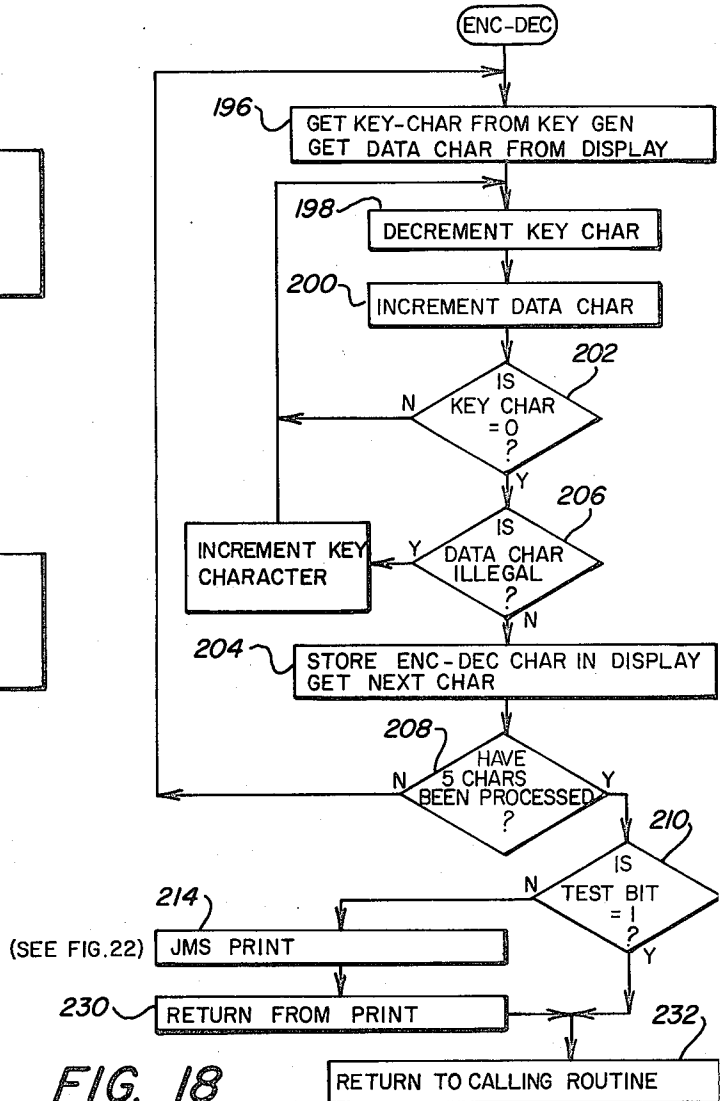 ENC-DEC
196
GET KEY-CHAR FROM KEY GEN
GET DATA CHAR FROM DISPLAY
198
DECREMENT KEY CHAR
200
INCREMENT DATA CHAR
202
IS
KEY CHAR
= 0
?
N
Y
206
IS
DATA CHAR
ILLEGAL
?
Y
N
INCREMENT KEY
CHARACTER
204
STORE ENC-DEC CHAR IN DISPLAY
GET NEXT CHAR
208
HAVE
5 CHARS
BEEN PROCESSED
?
N
Y
210
IS
TEST BIT
= 1
?
N
Y
214
(SEE FIG.22)
JMS PRINT
230
RETURN FROM PRINT
232
RETURN TO CALLING ROUTINE
FIG. 18